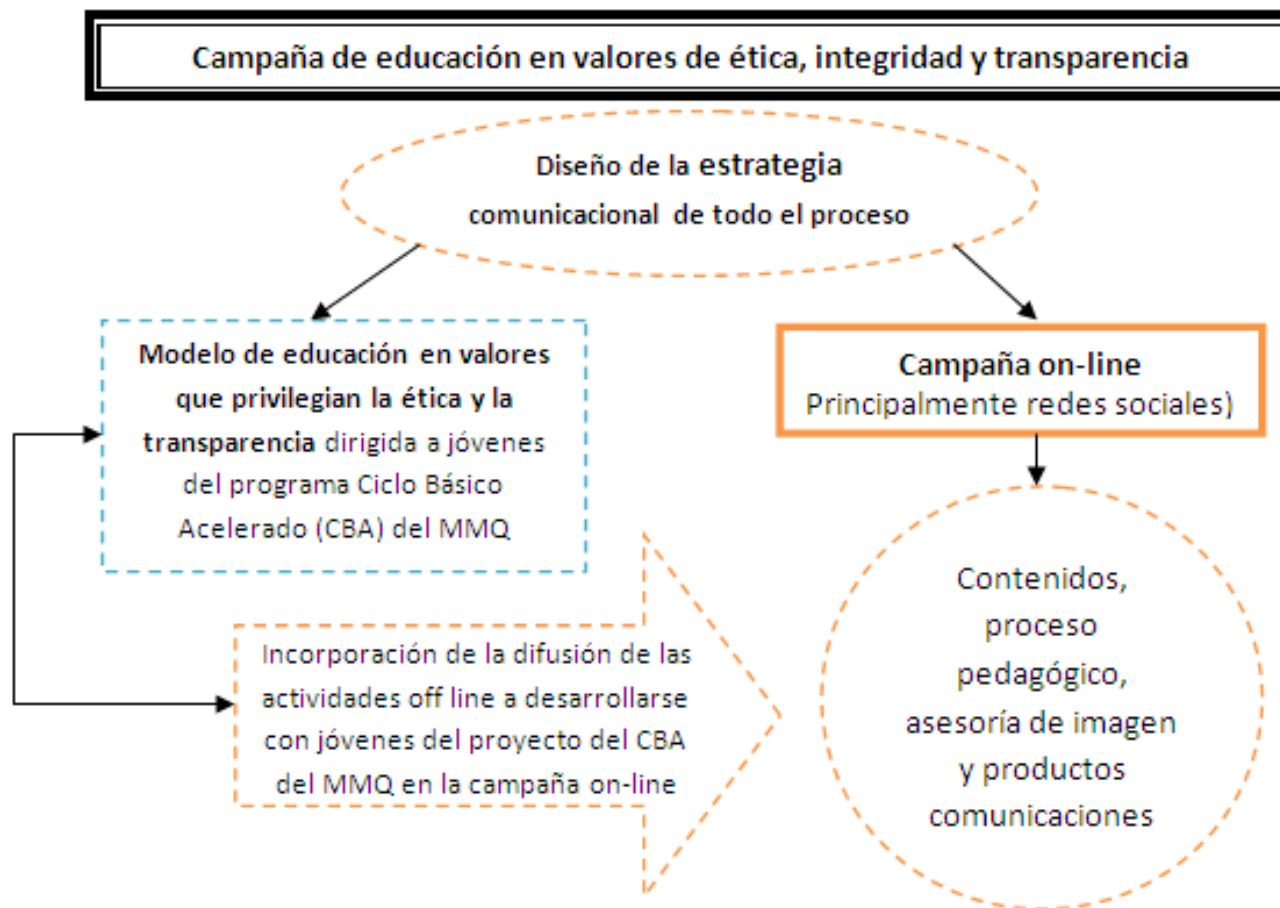 Campaña de educación en valores de ética, integridad y transparencia
Diseño de la estrategia
comunicacional de todo el proceso
Modelo de educación en valores
que privilegian la ética y la
transparencia dirigida a jóvenes
del programa Ciclo Básico
Acelerado (CBA) del MMQ
Campaña on-line
Principalmente redes sociales)
Incorporación de la difusión de las
actividades off line a desarrollarse
con jóvenes del proyecto del CBA
del MMQ en la campaña on-line
Contenidos,
proceso
pedagógico,
asesoría de imagen
y productos
comunicaciones